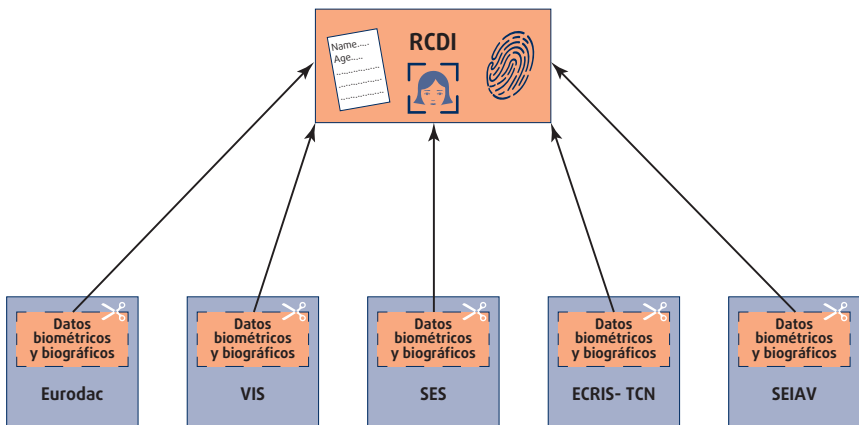 RCDI
Name.....
Age.....
Datos
biométricos
y biográficos
Eurodac
Datos
biométricos
y biográficos
VIS
Datos
biométricos
y biográficos
SES
Datos
biométricos
y biográficos
ECRIS- TCN
Datos
biométricos
y biográficos
SEIAV